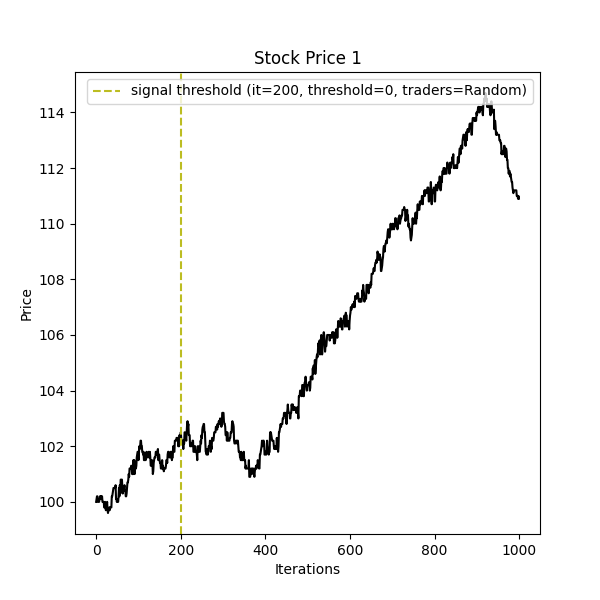 Stock Price 1
signal threshold (it=200, threshold=0, traders=Random)
114
112
110
108
106
104
102
100
Price
0 200 400 600 800 1000
Iterations